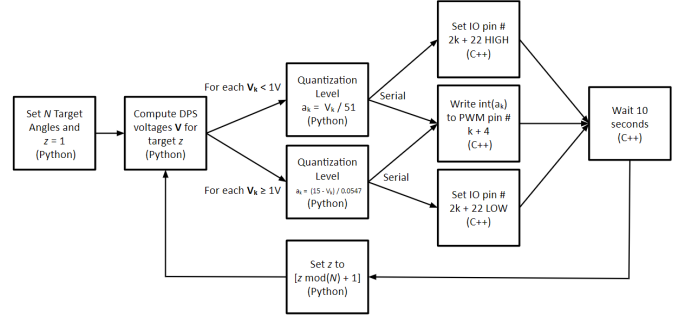 Set N Target
Angles and
z = 1
(Python)
Compute DPS
voltages V for
target z
(Python)
For each Vk < 1V
For each Vk ≥ 1V
Quantization
Level
ak = Vk / 51
(Python)
Quantization
Level
ak = (15 - Vk) / 0.0547
(Python)
Serial
Serial
Set IO pin #
2k + 22 HIGH
(C++)
Write int(ak)
to PWM pin #
k + 4
(C++)
Set IO pin #
2k + 22 LOW
(C++)
Wait 10
seconds
(C++)
Set z to
[z mod(N) + 1]
(Python)